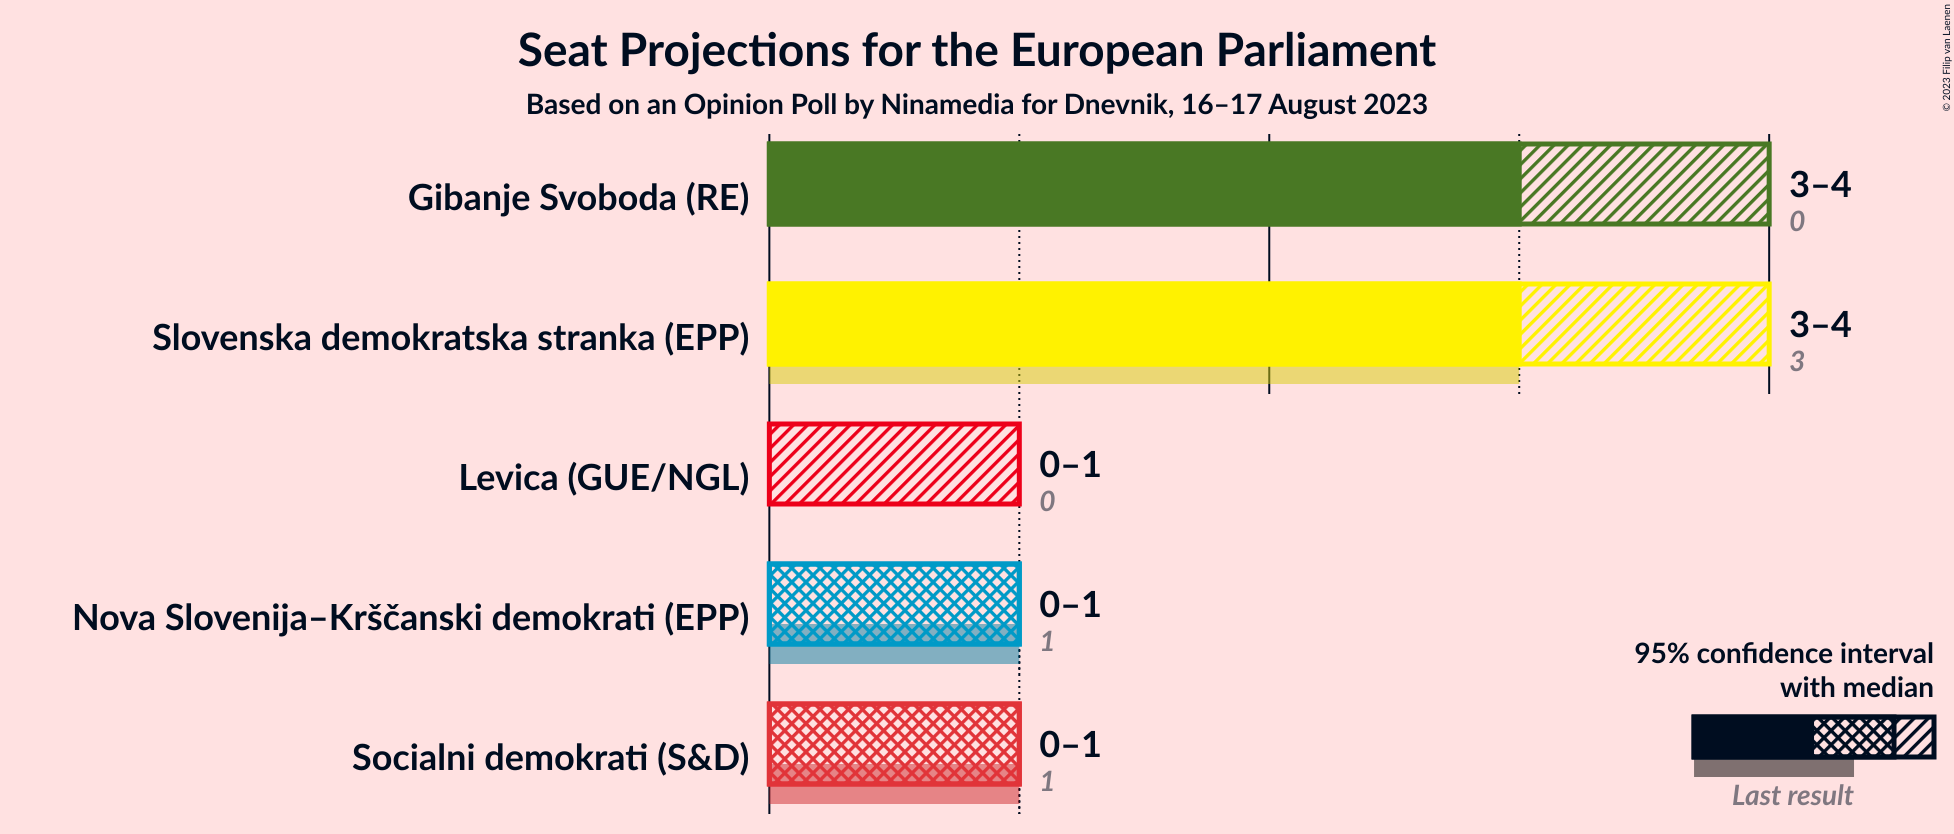 Seat Projections for the European Parliament
Based on an Opinion Poll by Ninamedia for Dnevnik, 16–17 August 2023
© 2023 Filip van Laenen
Gibanje Svoboda (RE)
3–4
0
Slovenska demokratska stranka (EPP)
3–4
3
Levica (GUE/NGL)
0–1
0
Nova Slovenija–Krščanski demokrati (EPP)
0–1
1
Socialni demokrati (S&D)
0–1
1
95% confidence interval
with median
Last result